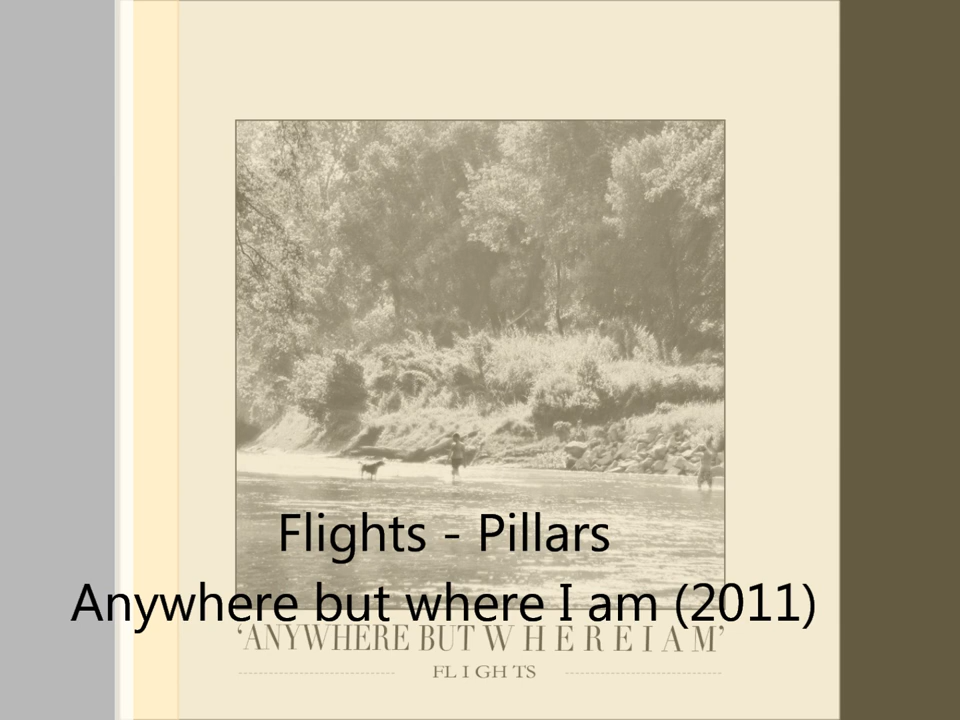 Flights - Pillars
Anywhere but where I am (2011)
‘ANYWHERE BUT W H E R E I A M’
FL I GH TS